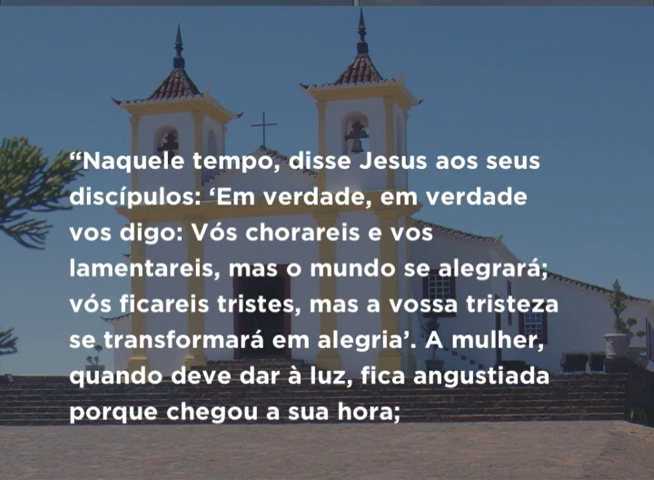 “Naquele tempo, disse Jesus aos seus
discípulos: ‘Em verdade, em verdade
vos digo: Vós chorareis e vos
lamentareis, mas o mundo se alegrará;
vós ficareis tristes, mas a vossa tristeza
se transformará em alegria’. A mulher,
quando deve dar à luz, fica angustiada
porque chegou a sua hora;